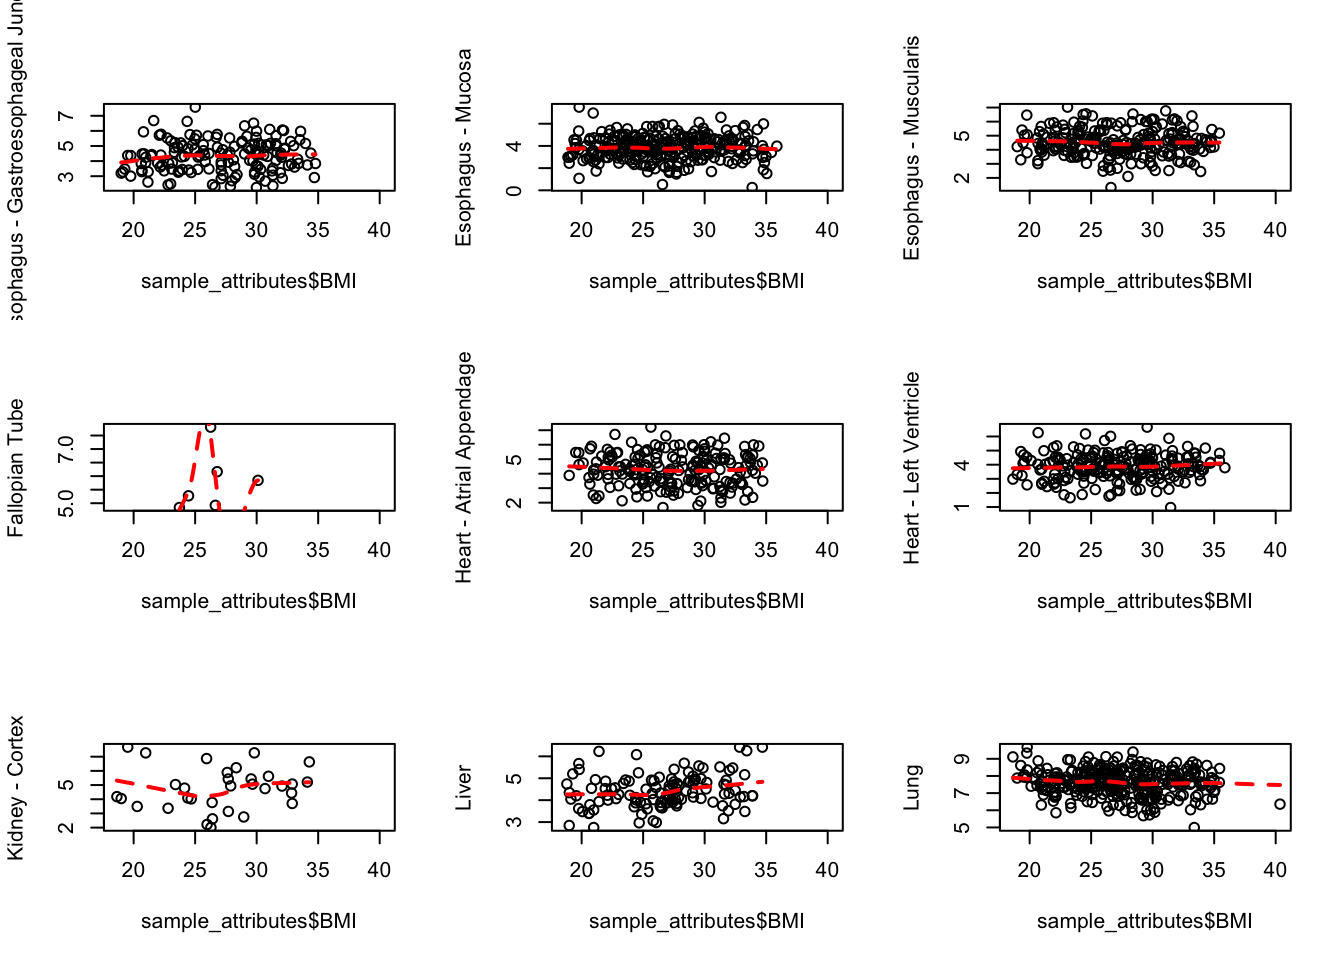 sophagus - Gastroesophageal Junc
7
5
3
20 25 30 35 40
sample_attributes$BMI
Esophagus - Mucosa
4
0
20 25 30 35 40
sample_attributes$BMI
Esophagus - Muscularis
5
2
20 25 30 35 40
sample_attributes$BMI
Fallopian Tube
7.0
5.0
20 25 30 35 40
sample_attributes$BMI
Heart - Atrial Appendage
5
2
20 25 30 35 40
sample_attributes$BMI
Heart - Left Ventricle
4
1
20 25 30 35 40
sample_attributes$BMI
Kidney - Cortex
5
2
20 25 30 35 40
sample_attributes$BMI
Liver
5
3
20 25 30 35 40
sample_attributes$BMI
Lung
9
7
5
20 25 30 35 40
sample_attributes$BMI